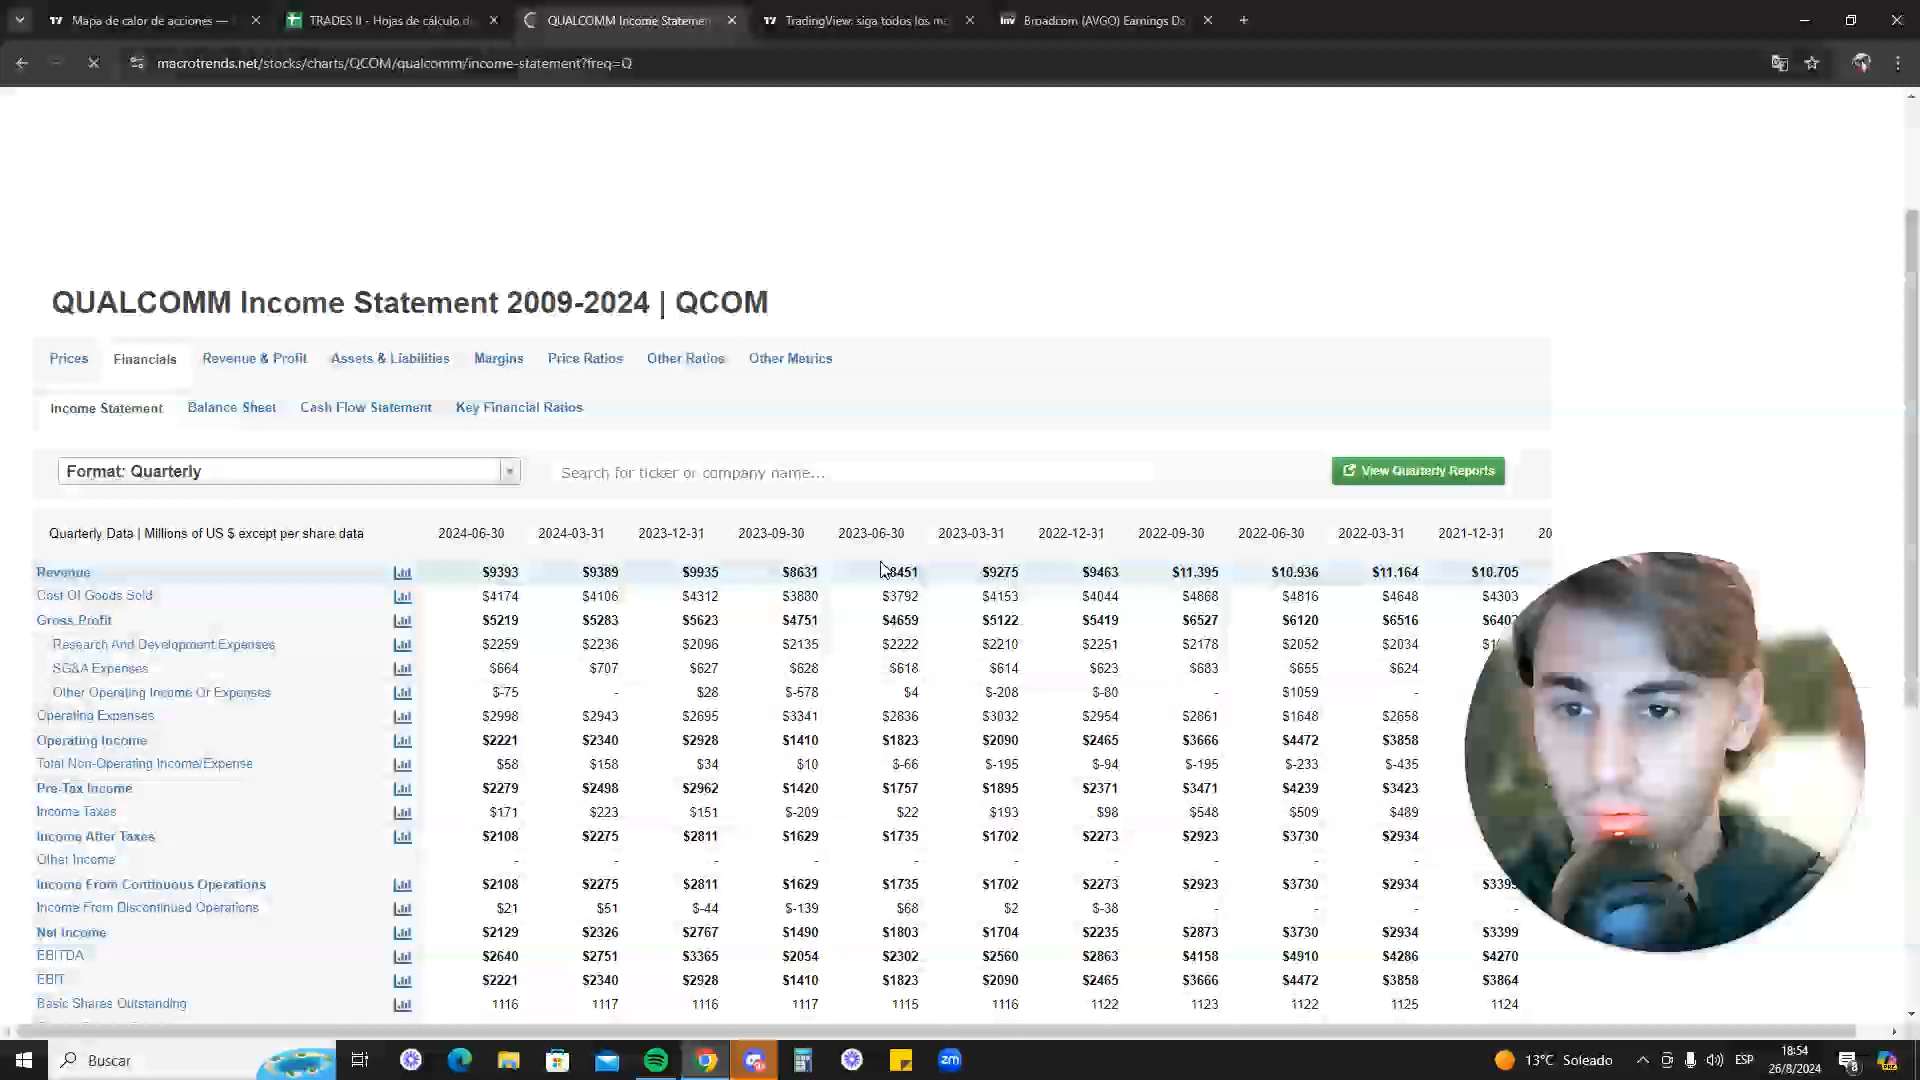 Mapa de calor de acciones —
TRADES II - Hojas de cálculo d
QUALCOMM Income Statemen
TradingView: siga todos los m
Broadcom (AVGO) Earnings Da
macrotrends.net/stocks/charts/QCOM/qualcomm/income-statement?freq=Q
QUALCOMM Income Statement 2009-2024 | QCOM
Prices Financials Revenue & Profit Assets & Liabilities Margins Price Ratios Other Ratios Other Metrics
Income Statement Balance Sheet Cash Flow Statement Key Financial Ratios
Format: Quarterly Search for ticker or company name... View Quarterly Reports
Quarterly Data | Millions of US $ except per share data 2024-06-30 2024-03-31 2023-12-31 2023-09-30 2023-06-30 2023-03-31 2022-12-31 2022-09-30 2022-06-30 2022-03-31 2021-12-31 20
Revenue $9393 $9389 $9935 $8631 $8451 $9275 $9463 $11.395 $10.936 $11.164 $10.705
Cost Of Goods Sold $4174 $4106 $4312 $3880 $3792 $4153 $4044 $4868 $4816 $4648 $4303
Gross Profit $5219 $5283 $5623 $4751 $4659 $5122 $5419 $6527 $6120 $6516 $6402
Research And Development Expenses $2259 $2236 $2096 $2135 $2222 $2210 $2251 $2178 $2052 $2034
SG&A Expenses $664 $707 $627 $628 $618 $614 $623 $683 $655 $624
Other Operating Income Or Expenses $-75 - $28 $-578 $4 $-208 $-80 - $1059 -
Operating Expenses $2998 $2943 $2695 $3341 $2836 $3032 $2954 $2861 $1648 $2658
Operating Income $2221 $2340 $2928 $1410 $1823 $2090 $2465 $3666 $4472 $3858
Total Non-Operating Income/Expense $58 $158 $34 $10 $-66 $-195 $-94 $-195 $-233 $-435
Pre-Tax Income $2279 $2498 $2962 $1420 $1757 $1895 $2371 $3471 $4239 $3423
Income Taxes $171 $223 $151 $-209 $22 $193 $98 $548 $509 $489
Income After Taxes $2108 $2275 $2811 $1629 $1735 $1702 $2273 $2923 $3730 $2934
Other Income - - - - - - - - - -
Income From Continuous Operations $2108 $2275 $2811 $1629 $1735 $1702 $2273 $2923 $3730 $2934 $3399
Income From Discontinued Operations $21 $51 $-44 $-139 $68 $2 $-38 - - - -
Net Income $2129 $2326 $2767 $1490 $1803 $1704 $2235 $2873 $3730 $2934 $3399
EBITDA $2640 $2751 $3365 $2054 $2302 $2560 $2863 $4158 $4910 $4286 $4270
EBIT $2221 $2340 $2928 $1410 $1823 $2090 $2465 $3666 $4472 $3858 $3864
Basic Shares Outstanding 1116 1117 1116 1117 1115 1116 1122 1123 1122 1125 1124
Buscar
zm
13°C Soleado
ESP
18:54
26/8/2024
8